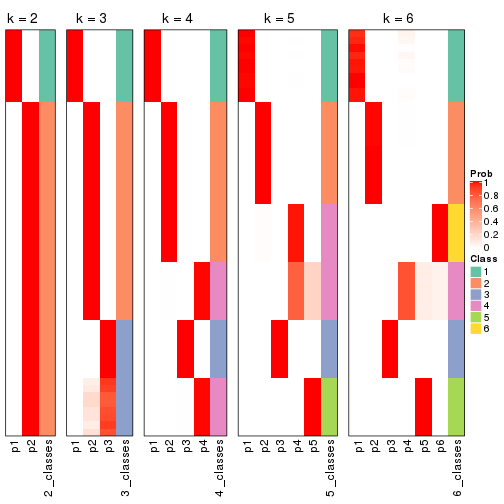 k = 2
k = 3
k = 4
k = 5
k = 6
Prob
1
0.8
0.6
0.4
0.2
0
Class
1
2
3
4
5
6
p1
p2
2_classes
p1
p2
p3
3_classes
p1
p2
p3
p4
4_classes
p1
p2
p3
p4
p5
5_classes
p1
p2
p3
p4
p5
p6
6_classes